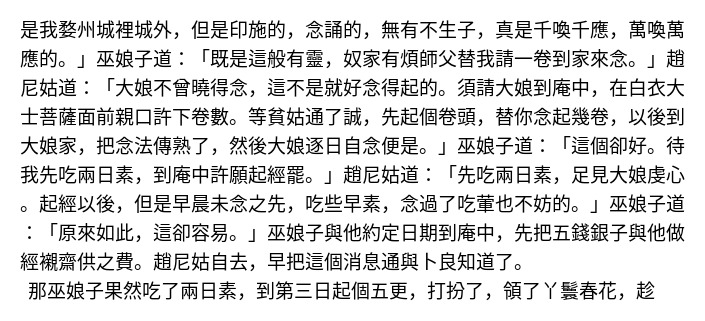 是我婺州城裡城外，但是印施的，念誦的，無有不生子，真是千喚千應，萬喚萬
應的。」巫娘子道：「既是這般有靈，奴家有煩師父替我請一卷到家來念。」趙
尼姑道：「大娘不曾曉得念，這不是就好念得起的。須請大娘到庵中，在白衣大
士菩薩面前親口許下卷數。等貧姑通了誠，先起個卷頭，替你念起幾卷，以後到
大娘家，把念法傳熟了，然後大娘逐日自念便是。」巫娘子道：「這個卻好。待
我先吃兩日素，到庵中許願起經罷。」趙尼姑道：「先吃兩日素，足見大娘虔心
。起經以後，但是早晨未念之先，吃些早素，念過了吃葷也不妨的。」巫娘子道
：「原來如此，這卻容易。」巫娘子與他約定日期到庵中，先把五錢銀子與他做
經襯齋供之費。趙尼姑自去，早把這個消息通與卜良知道了。
那巫娘子果然吃了兩日素，到第三日起個五更，打扮了，領了丫鬟春花，趁